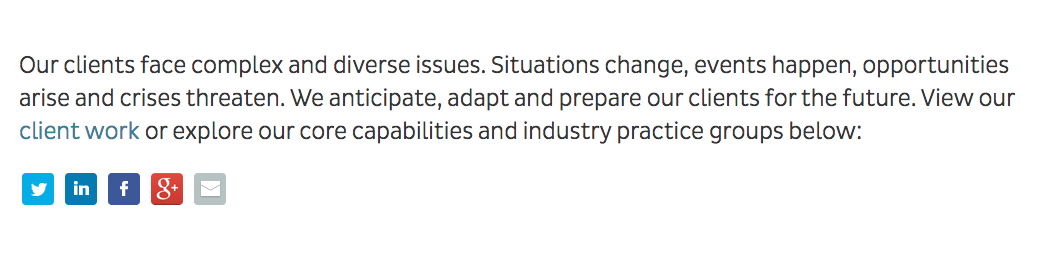 Our clients face complex and diverse issues. Situations change, events happen, opportunities
arise and crises threaten. We anticipate, adapt and prepare our clients for the future. View our
client work or explore our core capabilities and industry practice groups below:
in f g+